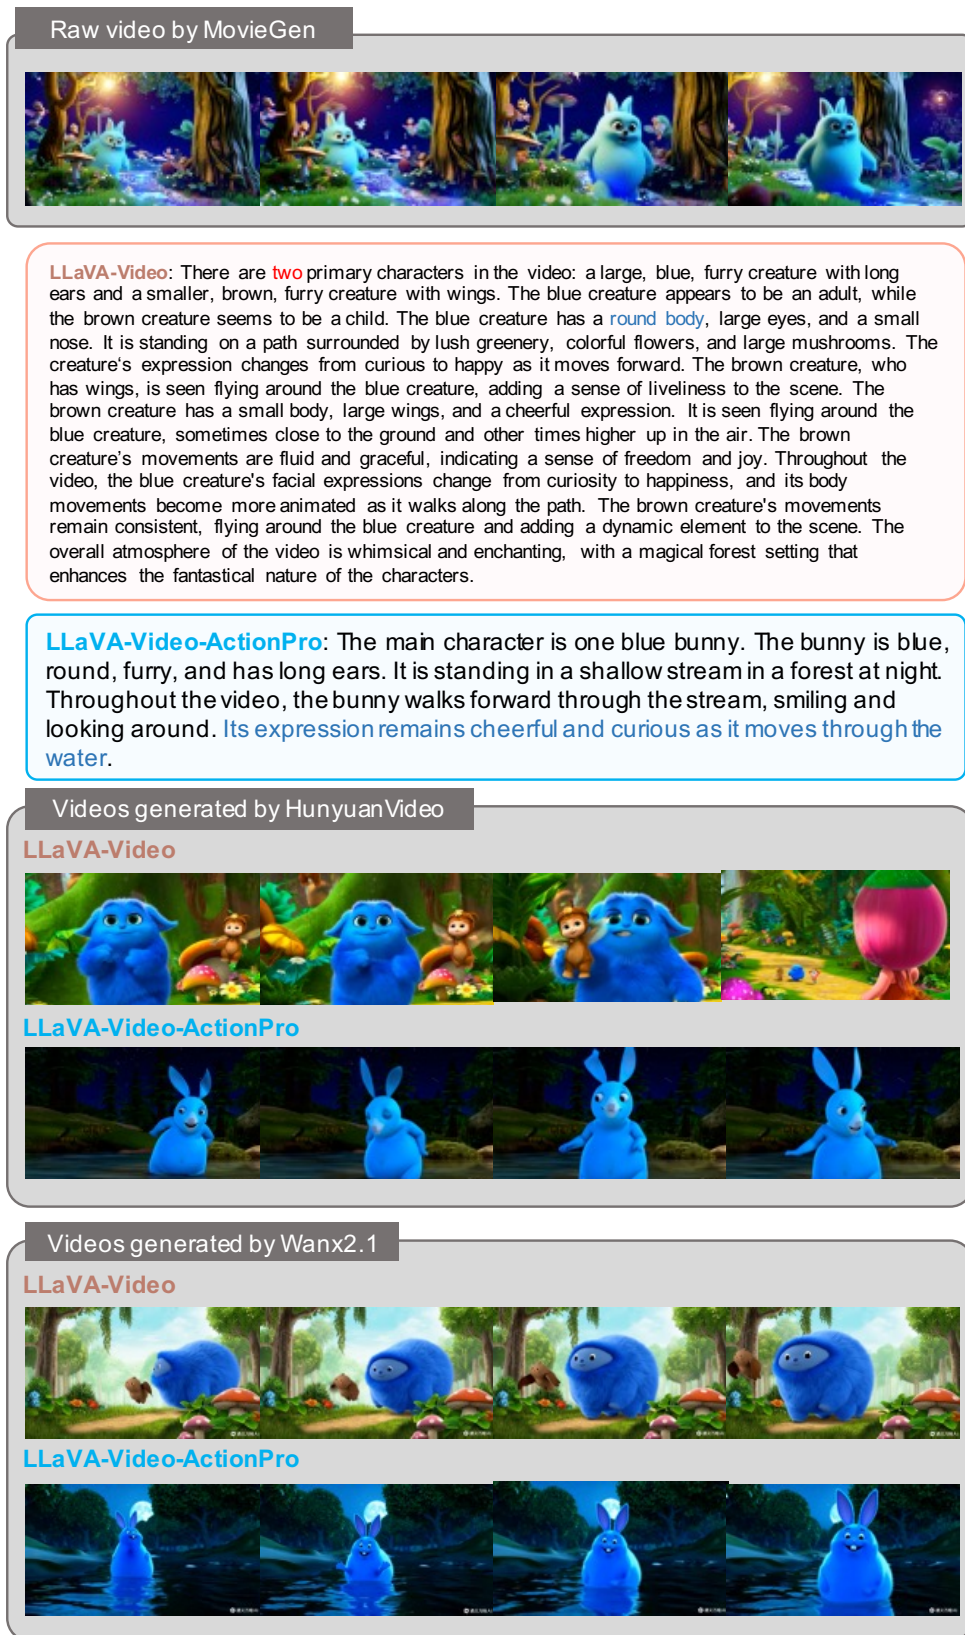 Raw video by MovieGen
LLaVA-Video: There are two primary characters in the video: a large, blue, furry creature with long
ears and a smaller, brown, furry creature with wings. The blue creature appears to be an adult, while
the brown creature seems to be a child. The blue creature has a round body, large eyes, and a small
nose. It is standing on a path surrounded by lush greenery, colorful flowers, and large mushrooms. The
creature‘s expression changes from curious to happy as it moves forward. The brown creature, who
has wings, is seen flying around the blue creature, adding a sense of liveliness to the scene. The
brown creature has a small body, large wings, and a cheerful expression. It is seen flying around the
blue creature, sometimes close to the ground and other times higher up in the air. The brown
creature’s movements are fluid and graceful, indicating a sense of freedom and joy. Throughout the
video, the blue creature's facial expressions change from curiosity to happiness, and its body
movements become more animated as it walks along the path. The brown creature's movements
remain consistent, flying around the blue creature and adding a dynamic element to the scene. The
overall atmosphere of the video is whimsical and enchanting, with a magical forest setting that
enhances the fantastical nature of the characters.
LLaVA-Video-ActionPro: The main character is one blue bunny. The bunny is blue,
round, furry, and has long ears. It is standing in a shallow stream in a forest at night.
Throughout the video, the bunny walks forward through the stream, smiling and
looking around. Its expression remains cheerful and curious as it moves through the
water.
Videos generated by HunyuanVideo
LLaVA-Video
LLaVA-Video-ActionPro
Videos generated by Wanx2.1
LLaVA-Video
LLaVA-Video-ActionPro